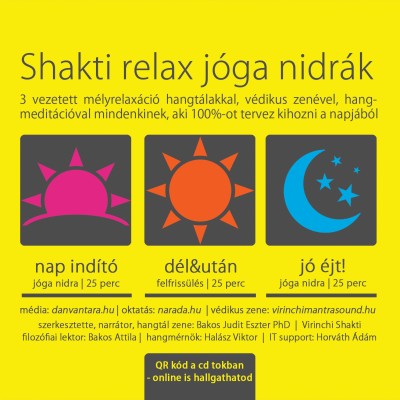 Shakti relax jóga nidrák
3 vezetett mélyrelaxáció hangtálakkal, védikus zenével, hang-
meditációval mindenkinek, aki 100%-ot tervez kihozni a napjából
nap indító
jóga nidra | 25 perc
dél&után
felfrissülés | 25 perc
jó éjt!
jóga nidra | 25 perc
média: danvantara.hu | oktatás: narada.hu | védikus zene: virinchimantrasound.hu
szerkesztette, narrátor, hangtál zene: Bakos Judit Eszter PhD | Virinchi Shakti
filozófiai lektor: Bakos Attila | hangmérnök: Halász Viktor | IT support: Horváth Ádám
QR kód a cd tokban
- online is hallgathatod